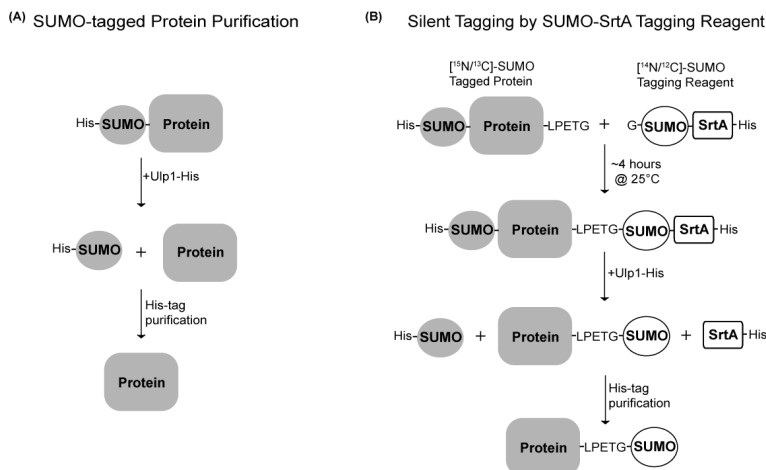 (A) SUMO-tagged Protein Purification
His-SUMO-Protein
+Ulp1-His
His-SUMO + Protein
His-tag
purification
Protein
(B) Silent Tagging by SUMO-SrtA Tagging Reagent
[15N/13C]-SUMO
Tagged Protein
[14N/12C]-SUMO
Tagging Reagent
His-SUMO-Protein-LPETG + G-SUMO-SrtA-His
~4 hours
@ 25°C
His-SUMO-Protein-LPETG-SUMO-SrtA-His
+Ulp1-His
His-SUMO + Protein-LPETG-SUMO + SrtA-His
His-tag
purification
Protein-LPETG-SUMO